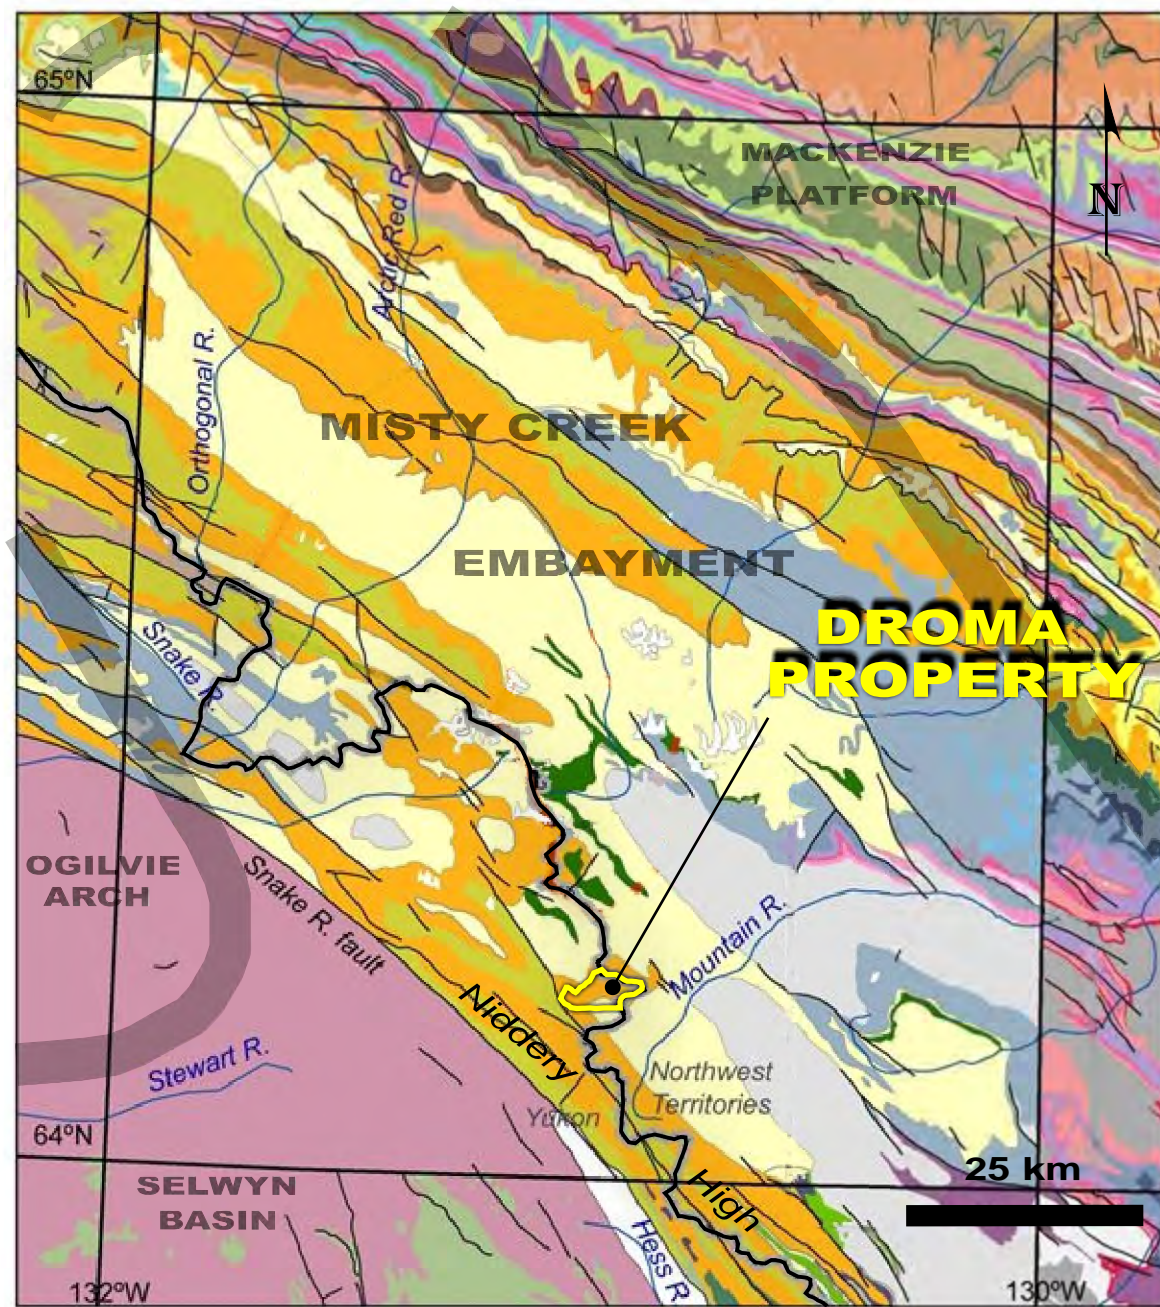 65ºN
MACKENZIE
PLATFORM
N
Arctic Red R.
Orthogonal R.
MISTY CREEK
EMBAYMENT
DROMA
PROPERTY
Snake R.
OGILVIE
ARCH
Snake R. fault
Mountain R.
Niddery
Stewart R.
Northwest
Territories
Yukon
64ºN
25 km
SELWYN
BASIN
High
Hess R.
132ºW
130ºW